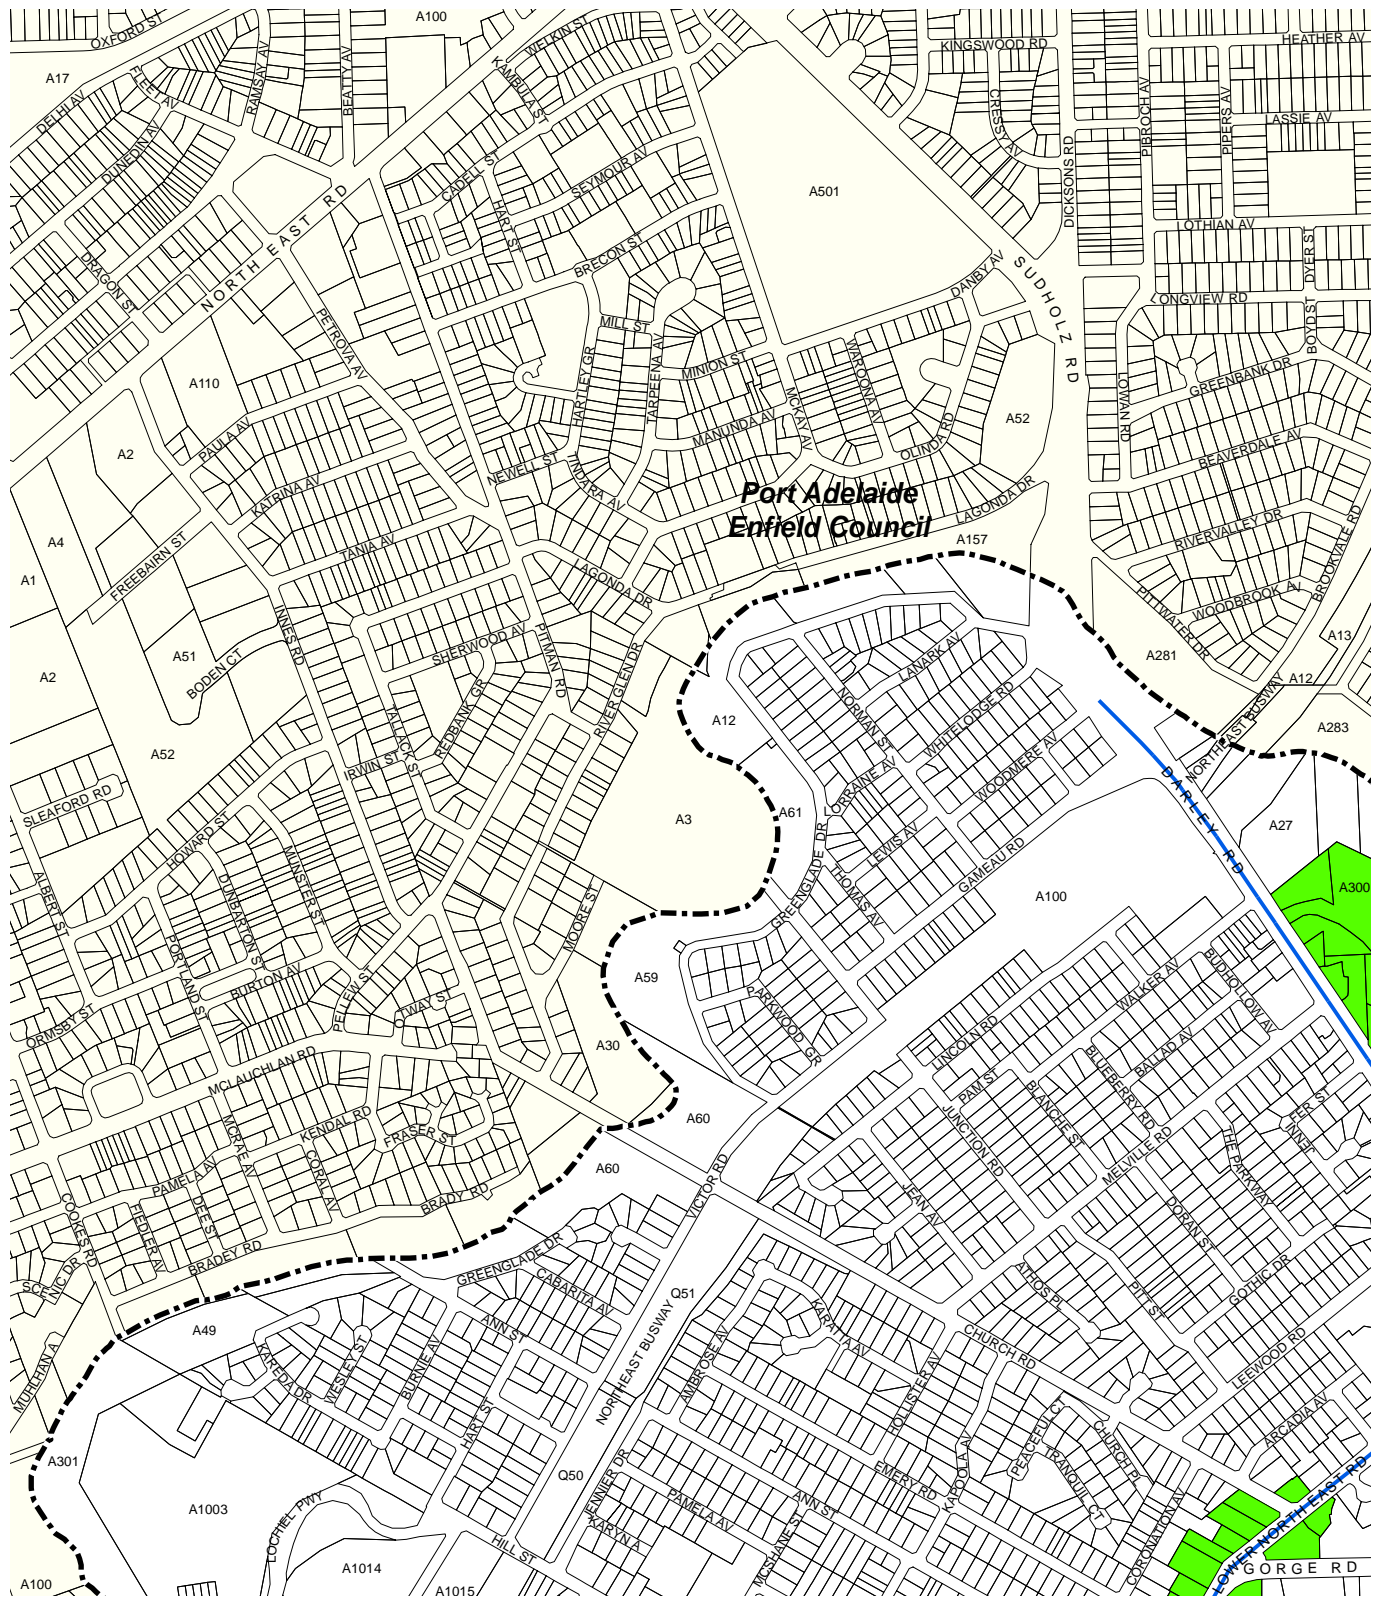 A100
OXFORD ST
WELKIN ST
KINGSWOOD RD
HEATHER AV
A17
FLEET AV
RAMSAY AV
BEATTY AV
KAMBULA ST
DELHI AV
CRESSY AV
PIBROCH AV
PIPERS AV
LASSIE AV
DUNEDIN AV
CADELL ST
SEYMOUR AV
A501
DICKSONS RD
HART ST
LOTHIAN AV
NORTH EAST RD
BRECON ST
DYER ST
DRAGON ST
SUDHOLZ RD
DANBY AV
ONGVIEW RD
PETROVA AV
MILL ST
BOYD ST
TARPEENA AV
HARTLEY GR
MINION ST
WAROONA AV
GREENBANK DR
A110
MCKAY AV
LOWAN RD
PAULA AV
MANUNDA AV
OLINDA RD
A52
A2
BEAVERDALE AV
NEWELL ST
TINDARA AV
KATRINA AV
Port Adelaide
Enfield Council
LAGONDA DR
RIVERVALLEY DR
BROOKVALE RD
A4
TANIA AV
A157
FREEBAIRN ST
A1
LAGONDA DR
WOODBROOK AV
PITTWATER DR
INNES RD
SHERWOOD AV
PITMAN RD
A13
A51
BODEN CT
RIVER GLEN DR
LANARK AV
A281
A2
A12
REDBANK GR
NORMAN ST
WHITELODGE RD
NORTHEAST BUSWAY
TALLACK ST
A12
A283
A52
IRWIN ST
WOODMERE AV
LORRAINE AV
DARLEY RD
SLEAFORD RD
A61
A3
A27
HOWARD ST
GREENGLADE DR
LEWIS AV
GAMEAU RD
MUNSTER ST
ALBERT ST
DUNBARTON ST
THOMAS AV
A100
A300
MOORE ST
PORTLAND ST
A59
BURTON AV
WALKER AV
BUDHOLLOW AV
PELLEW ST
OTWAY ST
ARKWOOD GR
ORMSBY ST
A30
LINCOLN RD
BALLAD AV
MCLAUCHLAN RD
PAM ST
BLUEBERRY RD
BLANCHE ST
JUNCTION RD
JENNIFER ST
A60
KENDAL RD
MCRAE AV
FRASER ST
THE PARKWAY
MELVILLE RD
PAMELA AV
CORAL AV
A60
VICTOR RD
COOKES RD
BRADY RD
JEAN AV
FIEDLER AV
DEE ST
DORAN ST
BRADEY RD
SCENIC DR
GREENGLADE DR
CABARITA AV
GOTHIC DR
ATHOS PL
PITT ST
Q51
A49
ANN ST
KARATTA AV
CHURCH RD
MUHLHAN A
KAREDA DR
WESLEY ST
BURNIE AV
NORTHEAST BUSWAY
AMBROSE AV
HOLLISTER AV
LEEWOOD RD
PEACEFUL CT
CHURCH PL
ARCADIA AV
HART ST
A301
TRANQUIL CT
Q50
ENNIER DR
EMERY RD
KAPOOLA AV
A1003
LOCHIEL PWY
PAMELA AV
ANN ST
CORONATION AV
KARYN A
MCSHANE ST
HILL ST
LOWER NORTH EAST RD
A1014
GORGE RD
A100
A1015